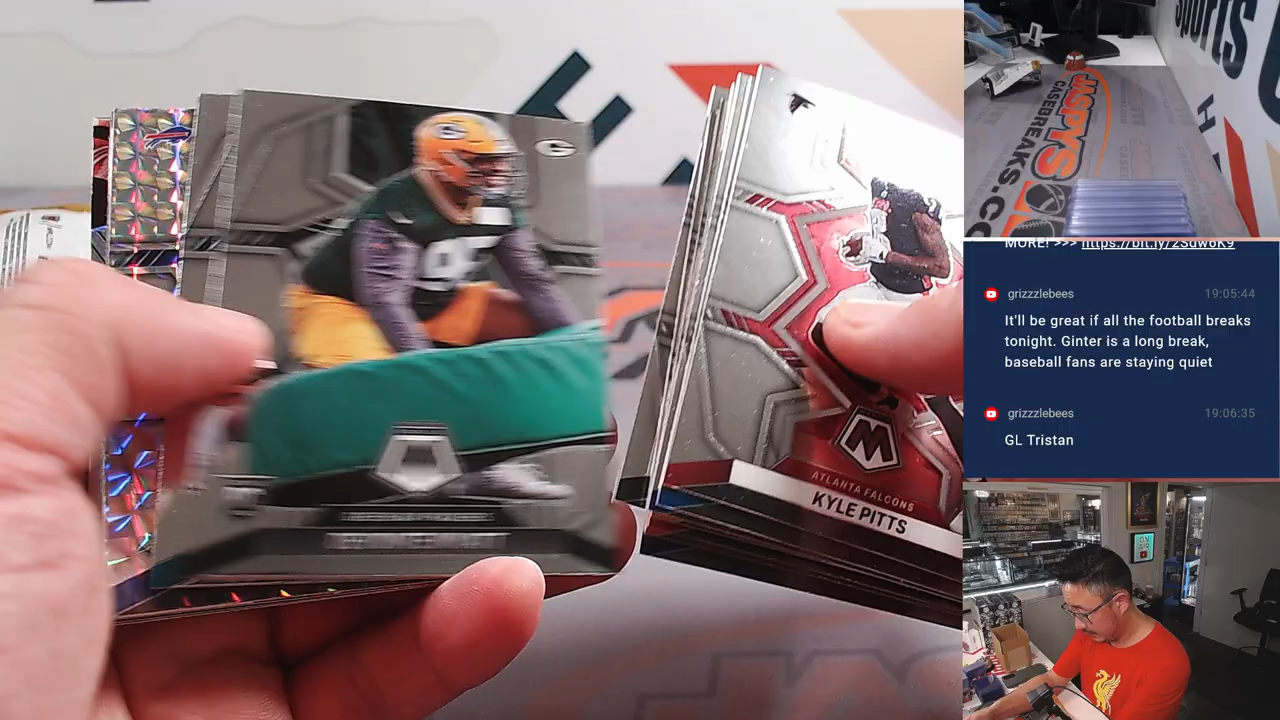 G
95
ATLANTA FALCONS
KYLE PITTS
M
Sports
JASPYS
CASEBREAKS.C
MORE! >>> https://bit.ly/2Sdw6K9
grizzzlebees 19:05:44
It'll be great if all the football breaks
tonight. Ginter is a long break,
baseball fans are staying quiet
grizzzlebees 19:06:35
GL Tristan